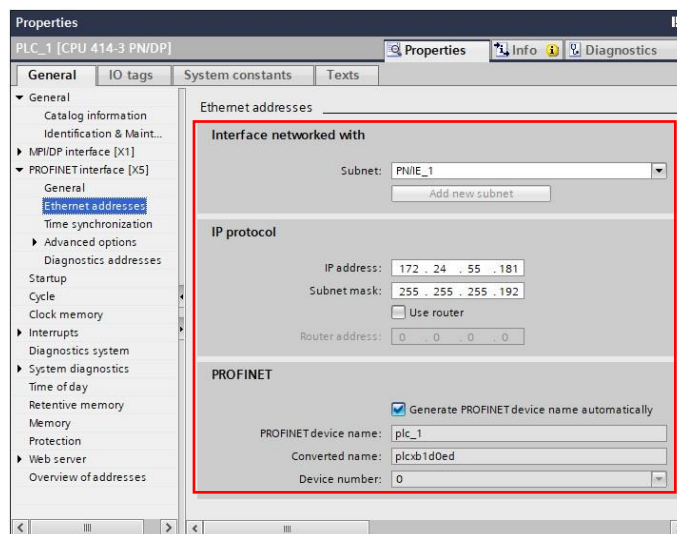 Properties
PLC_1 [CPU 414-3 PN/DP]
Properties
Info
Diagnostics
General
IO tags
System constants
Texts
General
Catalog information
Identification & Maint...
MPI/DP interface [X1]
PROFINET interface [X5]
General
Ethernet addresses
Time synchronization
Advanced options
Diagnostics addresses
Startup
Cycle
Clock memory
Interrupts
Diagnostics system
System diagnostics
Time of day
Retentive memory
Memory
Protection
Web server
Overview of addresses
Ethernet addresses
Interface networked with
Subnet: PN/IE_1
Add new subnet
IP protocol
IP address: 172 . 24 . 55 . 181
Subnet mask: 255 . 255 . 255 . 192
Use router
Router address: 0 . 0 . 0 . 0
PROFINET
Generate PROFINET device name automatically
PROFINET device name: plc_1
Converted name: plcxb1d0ed
Device number: 0